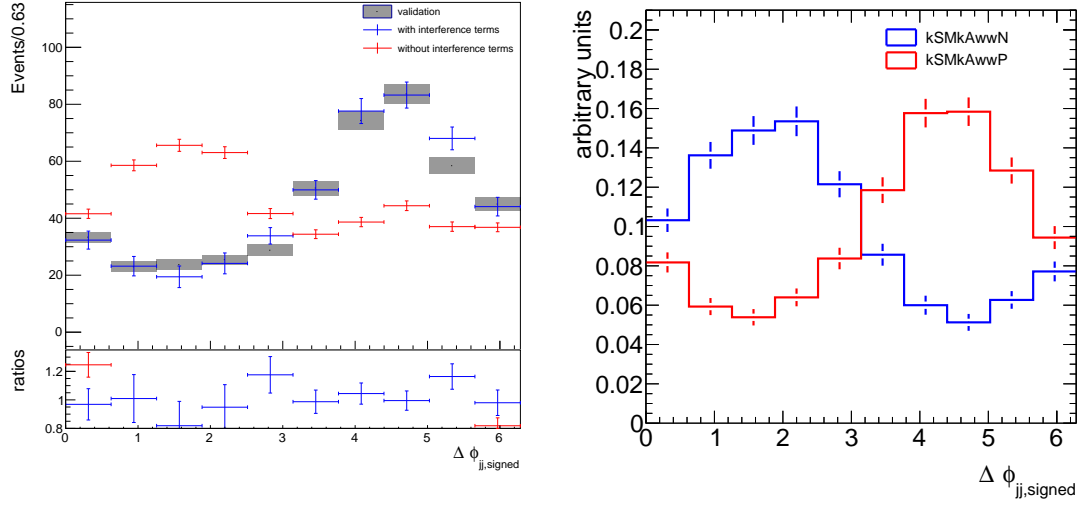 Events/0.63
100
80
60
40
20
0
validation
with interference terms
without interference terms
ratios
1.2
1
0.8
0 1 2 3 4 5 6
Δ ϕjj,signed
arbitrary units
0.2
0.18
0.16
0.14
0.12
0.1
0.08
0.06
0.04
0.02
0
kSMkAwwN
kSMkAwwP
0 1 2 3 4 5 6
Δ ϕjj,signed